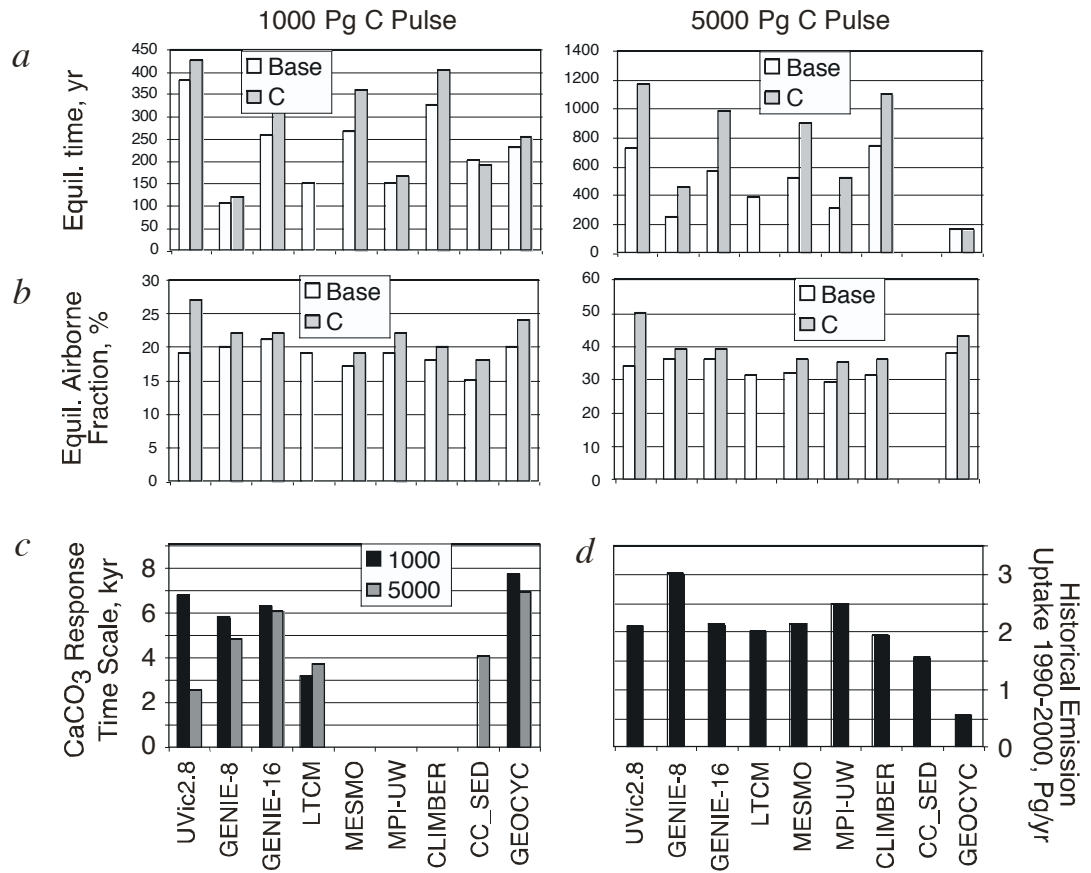 1000 Pg C Pulse
5000 Pg C Pulse
a
Equil. time, yr
450
400
350
300
250
200
150
100
50
0
Base
C
1400
1200
1000
800
600
400
200
0
Base
C
b
Equil. Airborne
Fraction, %
30
25
20
15
10
5
0
Base
C
60
50
40
30
20
10
0
Base
C
c
CaCO3 Response
Time Scale, kyr
8
6
4
2
0
1000
5000
UVic2.8
GENIE-8
GENIE-16
LTCM
MESMO
MPI-UW
CLIMBER
CC_SED
GEOCYC
d
3
2
1
0
Historical Emission
Uptake 1990-2000, Pg/yr
UVic2.8
GENIE-8
GENIE-16
LTCM
MESMO
MPI-UW
CLIMBER
CC_SED
GEOCYC